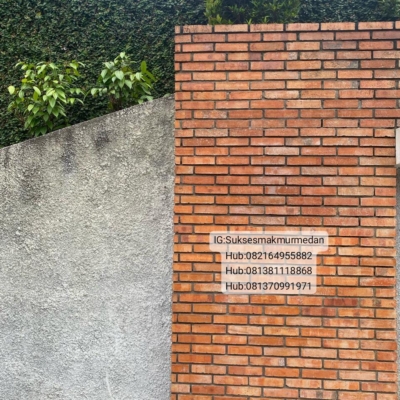 IG:Suksesmakmurmedan
Hub:082164955882
Hub:081381118868
Hub:081370991971